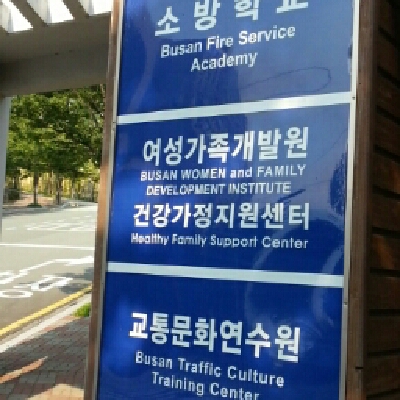 소방학교
Busan Fire Service
Academy
여성가족개발원
BUSAN WOMEN and FAMILY
DEVELOPMENT INSTITUTE
건강가정지원센터
Healthy Family Support Center
교통문화연수원
Busan Traffic Culture
Training Center